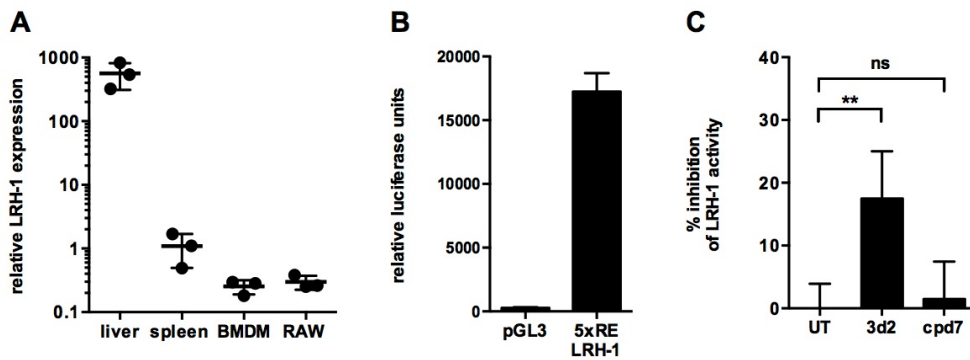 A
relative LRH-1 expression
1000
100
10
1
0.1
liver spleen BMDM RAW
B
relative luciferase units
20000
15000
10000
5000
0
pGL3 5xRE
LRH-1
C
% inhibition
of LRH-1 activity
40
30
20
10
0
ns
**
UT 3d2 cpd7